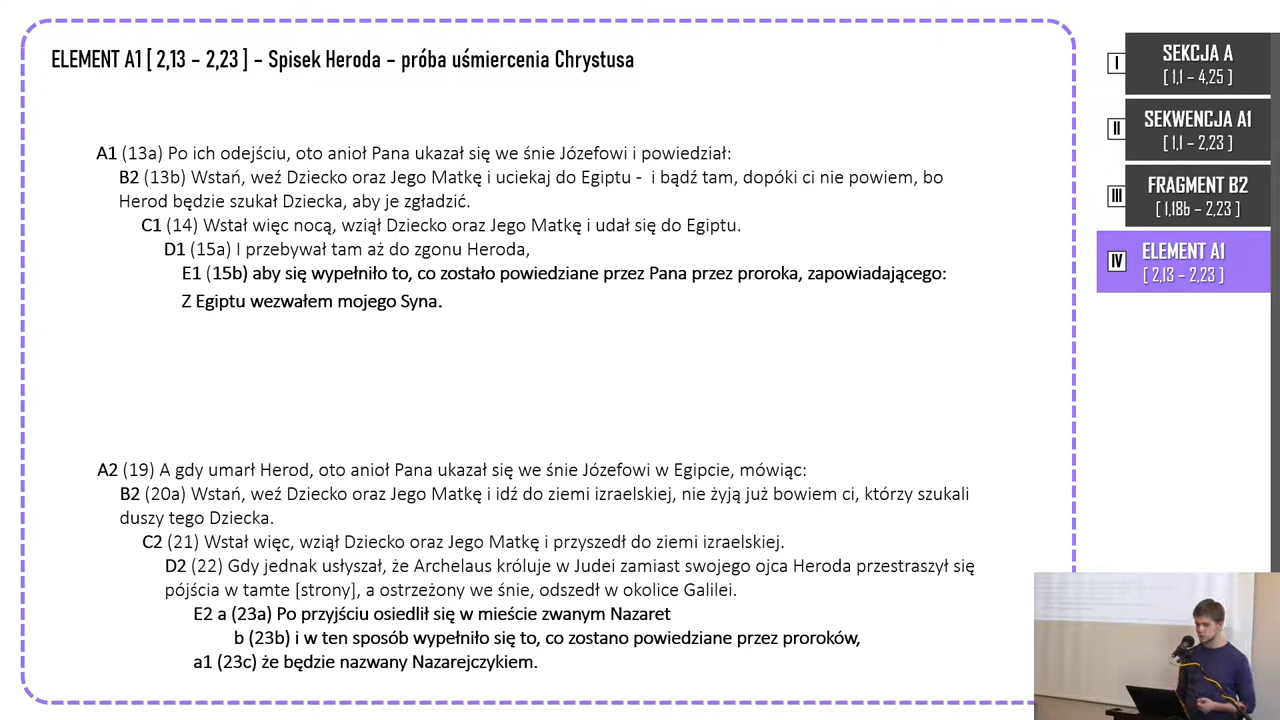 ELEMENT A1 [ 2,13 – 2,23 ] – Spisek Heroda – próba uśmiercenia Chrystusa
A1 (13a) Po ich odejściu, oto anioł Pana ukazał się we śnie Józefowi i powiedział:
B2 (13b) Wstań, weź Dziecko oraz Jego Matkę i uciekaj do Egiptu -  i bądź tam, dopóki ci nie powiem, bo
Herod będzie szukał Dziecka, aby je zgładzić.
C1 (14) Wstał więc nocą, wziął Dziecko oraz Jego Matkę i udał się do Egiptu.
D1 (15a) I przebywał tam aż do zgonu Heroda,
E1 (15b) aby się wypełniło to, co zostało powiedziane przez Pana przez proroka, zapowiadającego:
Z Egiptu wezwałem mojego Syna.
A2 (19) A gdy umarł Herod, oto anioł Pana ukazał się we śnie Józefowi w Egipcie, mówiąc:
B2 (20a) Wstań, weź Dziecko oraz Jego Matkę i idź do ziemi izraelskiej, nie żyją już bowiem ci, którzy szukali
duszy tego Dziecka.
C2 (21) Wstał więc, wziął Dziecko oraz Jego Matkę i przyszedł do ziemi izraelskiej.
D2 (22) Gdy jednak usłyszał, że Archelaus króluje w Judei zamiast swojego ojca Heroda przestraszył się
pójścia w tamte [strony], a ostrzeżony we śnie, odszedł w okolice Galilei.
E2 a (23a) Po przyjściu osiedlił się w mieście zwanym Nazaret
b (23b) i w ten sposób wypełniło się to, co zostano powiedziane przez proroków,
a1 (23c) że będzie nazwany Nazarejczykiem.
I
SEKCJA A
[ 1,1 – 4,25 ]
II
SEKWENCJA A1
[ 1,1 – 2,23 ]
III
FRAGMENT B2
[ 1,18b – 2,23 ]
IV
ELEMENT A1
[ 2,13 – 2,23 ]